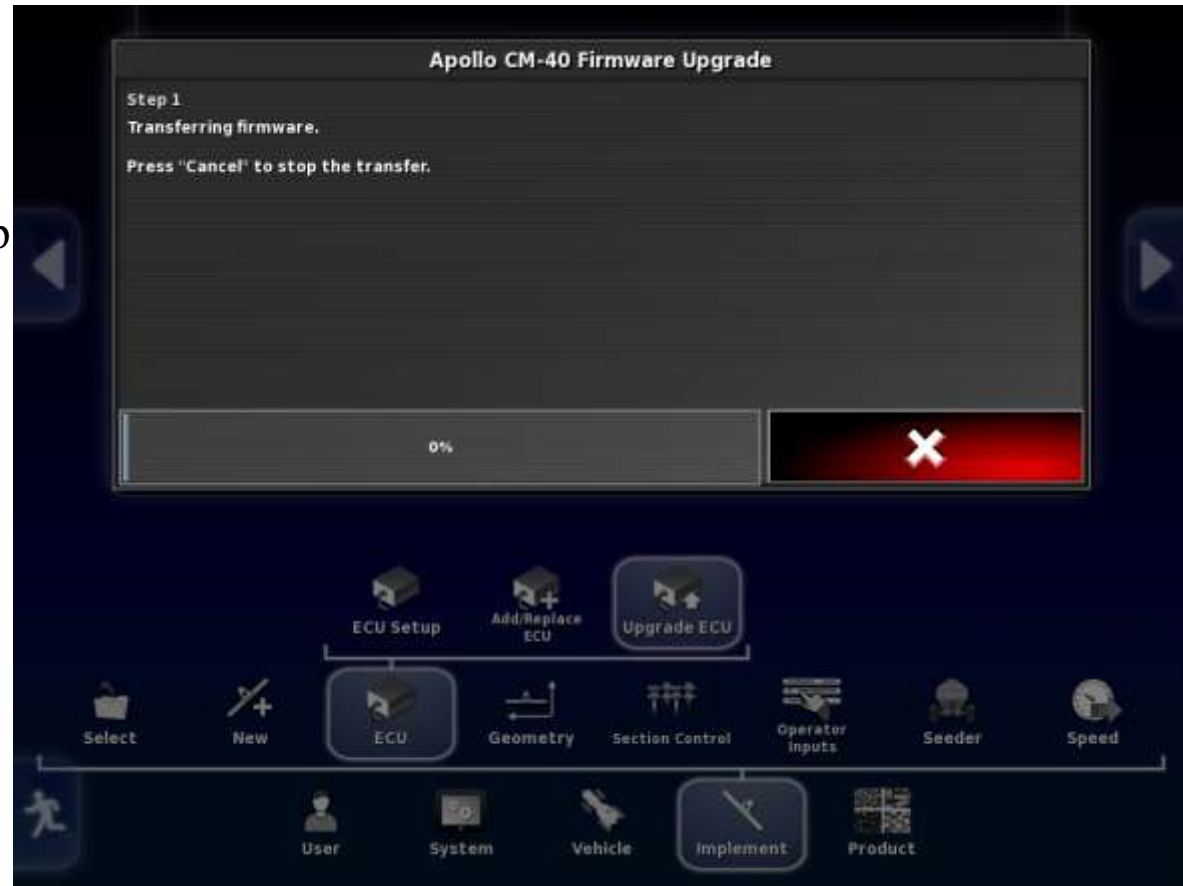 Apollo CM-40 Firmware Upgrade
Step 1
Transferring firmware.
Press "Cancel" to stop the transfer.
0%
ECU Setup
Add/Replace
ECU
Upgrade ECU
Select
New
ECU
Geometry
Section Control
Operator
Inputs
Seeder
Speed
User
System
Vehicle
Implement
Product